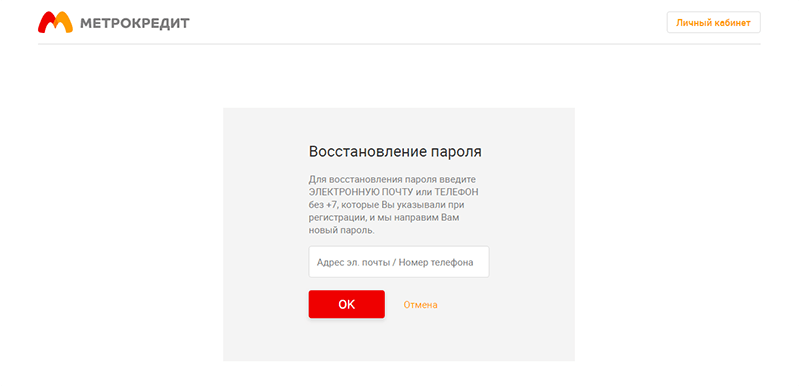 МЕТРОКРЕДИТ
Личный кабинет
Восстановление пароля
Для восстановления пароля введите
ЭЛЕКТРОННУЮ ПОЧТУ или ТЕЛЕФОН
без +7, которые Вы указывали при
регистрации, и мы направим Вам
новый пароль.
Адрес эл. почты / Номер телефона
ОК
Отмена